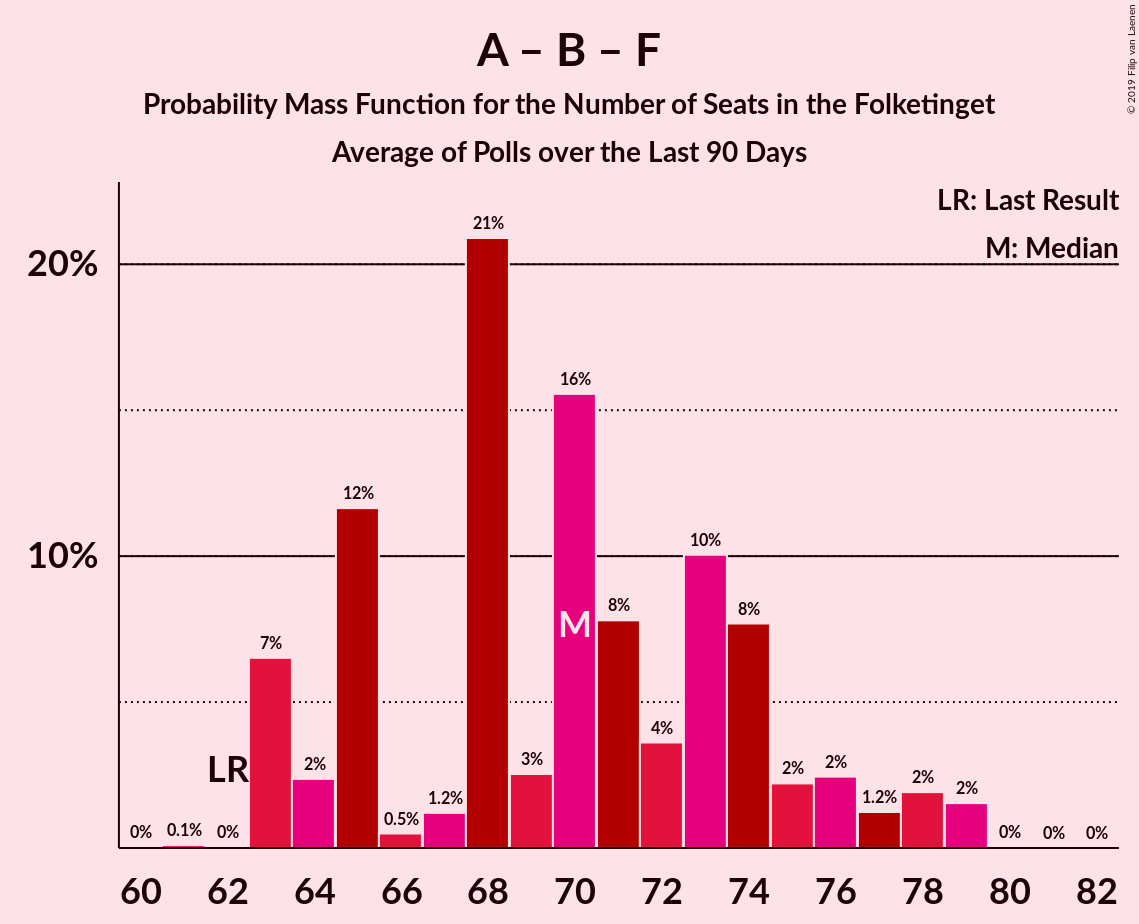 A – B – F
Probability Mass Function for the Number of Seats in the Folketinget
Average of Polls over the Last 90 Days
© 2019 Filip van Laenen
LR: Last Result
M: Median
20%
10%
0%
0.1%
0%
7%
2%
12%
0.5%
1.2%
21%
3%
16%
8%
4%
10%
8%
2%
2%
1.2%
2%
2%
0%
0%
0%
LR
M
60 62 64 66 68 70 72 74 76 78 80 82